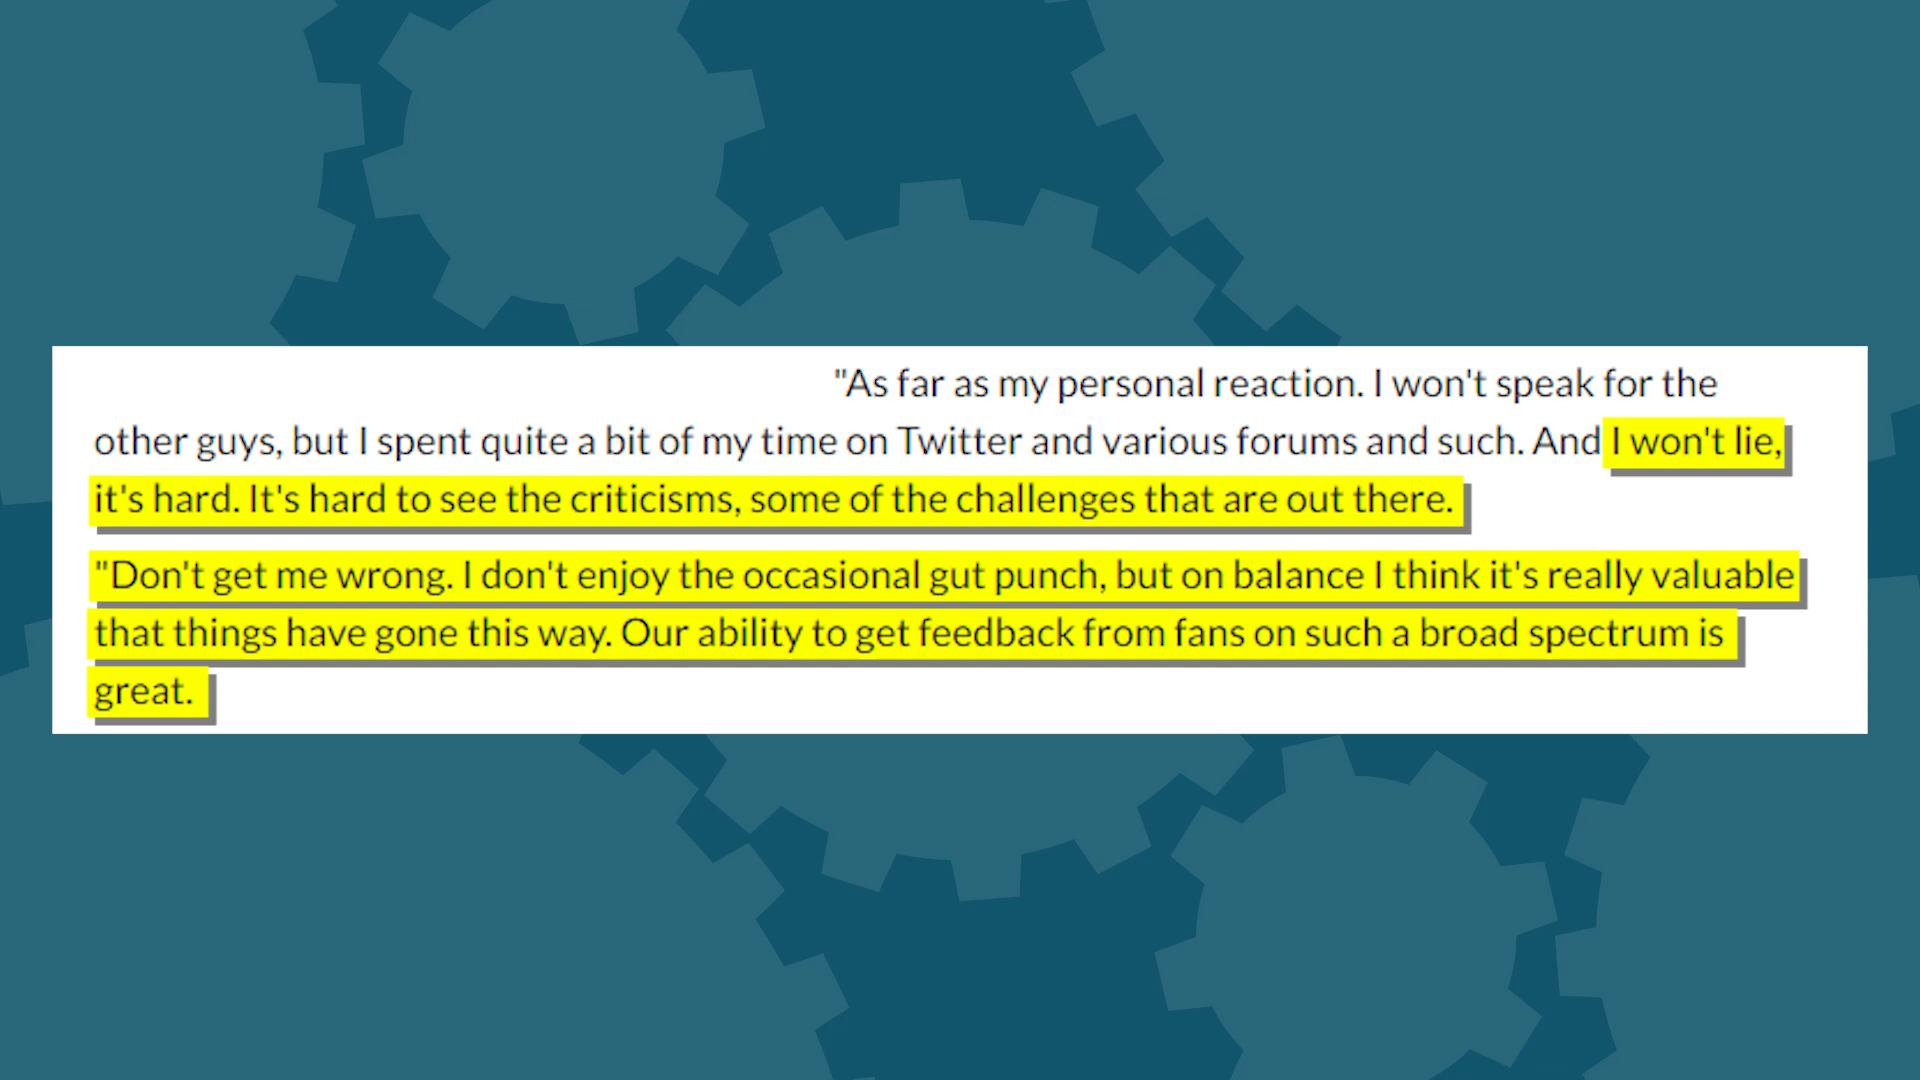 "As far as my personal reaction. I won't speak for the
other guys, but I spent quite a bit of my time on Twitter and various forums and such. And I won't lie,
it's hard. It's hard to see the criticisms, some of the challenges that are out there.
"Don't get me wrong. I don't enjoy the occasional gut punch, but on balance I think it's really valuable
that things have gone this way. Our ability to get feedback from fans on such a broad spectrum is
great.